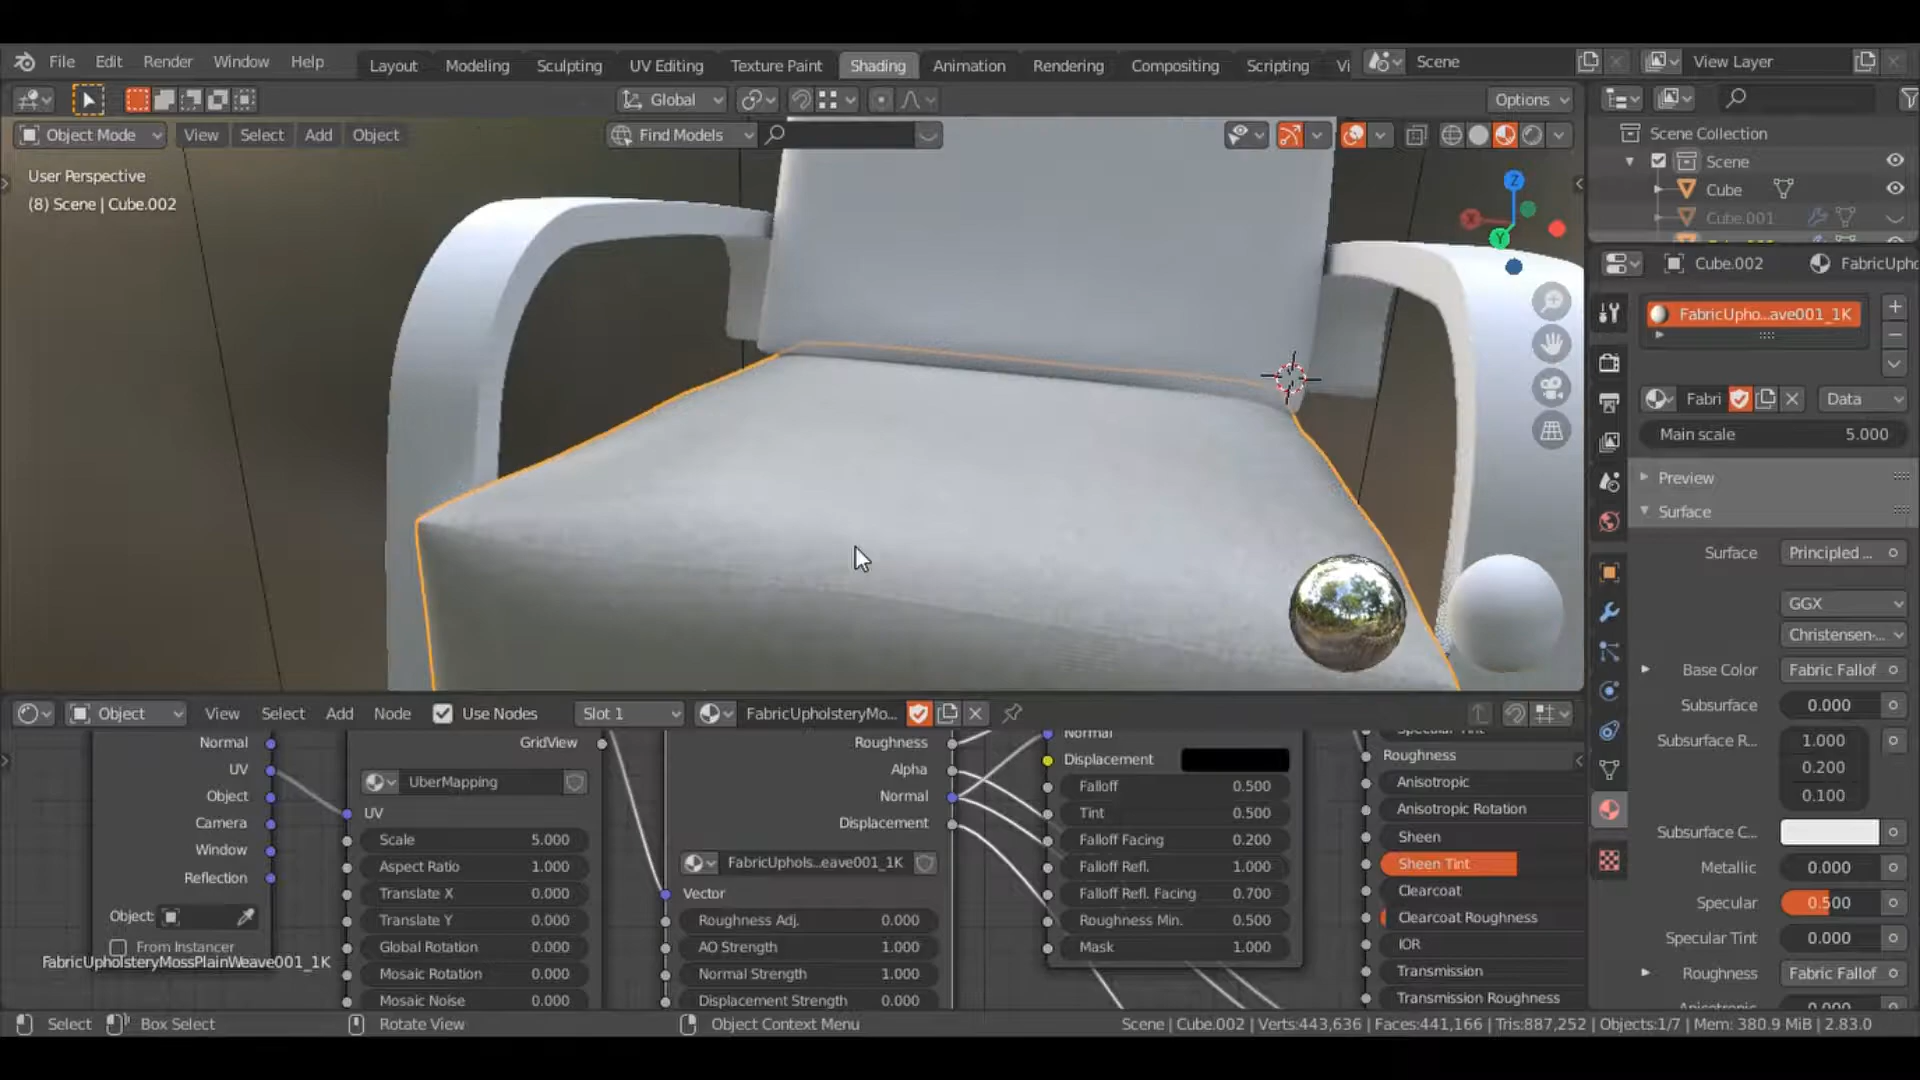 File Edit Render Window Help
Layout Modeling Sculpting UV Editing Texture Paint Shading Animation Rendering Compositing Scripting Vi
Scene
View Layer
Global
Options
Object Mode View Select Add Object
Find Models
User Perspective
(8) Scene | Cube.002
Z
Y
X
Scene Collection
Scene
Cube
Cube.001
Cube.002
FabricUpho
FabricUpho...ave001_1K
Fabri
Data
Main scale 5.000
Preview
Surface
Surface Principled ...
GGX
Christensen-...
Base Color Fabric Fallof
Subsurface 0.000
Subsurface R... 1.000
0.200
0.100
Subsurface C...
Metallic 0.000
Specular 0.500
Specular Tint 0.000
Roughness Fabric Fallof
Object View Select Add Node Use Nodes Slot 1 FabricUpholsteryMo...
Normal
UV
Object
Camera
Window
Reflection
Object:
From Instancer
FabricUpholsteryMossPlainWeave001_1K
GridView
UberMapping
UV
Scale 5.000
Aspect Ratio 1.000
Translate X 0.000
Translate Y 0.000
Global Rotation 0.000
Mosaic Rotation 0.000
Mosaic Noise 0.000
Roughness
Alpha
Normal
Displacement
FabricUphols..eave001_1K
Vector
Roughness Adj. 0.000
AO Strength 1.000
Normal Strength 1.000
Displacement Strength 0.000
Normal
Displacement
Falloff 0.500
Tint 0.500
Falloff Facing 0.200
Falloff Refl. 1.000
Falloff Refl. Facing 0.700
Roughness Min. 0.500
Mask 1.000
Specular Tint
Roughness
Anisotropic
Anisotropic Rotation
Sheen
Sheen Tint
Clearcoat
Clearcoat Roughness
IOR
Transmission
Transmission Roughness
Select Box Select Rotate View Object Context Menu
Scene | Cube.002 | Verts:443,636 | Faces:441,166 | Tris:887,252 | Objects:1/7 | Mem: 380.9 MiB | 2.83.0